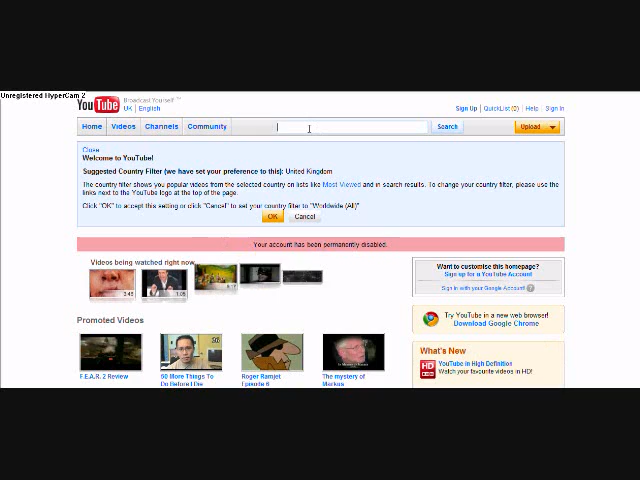 Unregistered HyperCam 2
YouTube Broadcast Yourself ™
UK | English
Sign Up | QuickList (0) | Help | Sign In
Home Videos Channels Community Search Upload
Close
Welcome to YouTube!
Suggested Country Filter (we have set your preference to this): United Kingdom
The country filter shows you popular videos from the selected country on lists like Most Viewed and in search results. To change your country filter, please use the
links next to the YouTube logo at the top of the page.
Click "OK" to accept this setting or click "Cancel" to set your country filter to "Worldwide (All)"
OK Cancel
Your account has been permanently disabled.
Videos being watched right now...
3:45
Want to customise this homepage?
Sign up for a YouTube Account
Sign in with your Google Account! ?
Try YouTube in a new web browser!
Download Google Chrome
Promoted Videos
F.E.A.R. 2 Review
50 More Things To
Do Before I Die
Roger Ramjet
Episode 6
The mystery of
Markus
What's New
HD
YouTube in High Definition
Watch your favourite videos in HD!